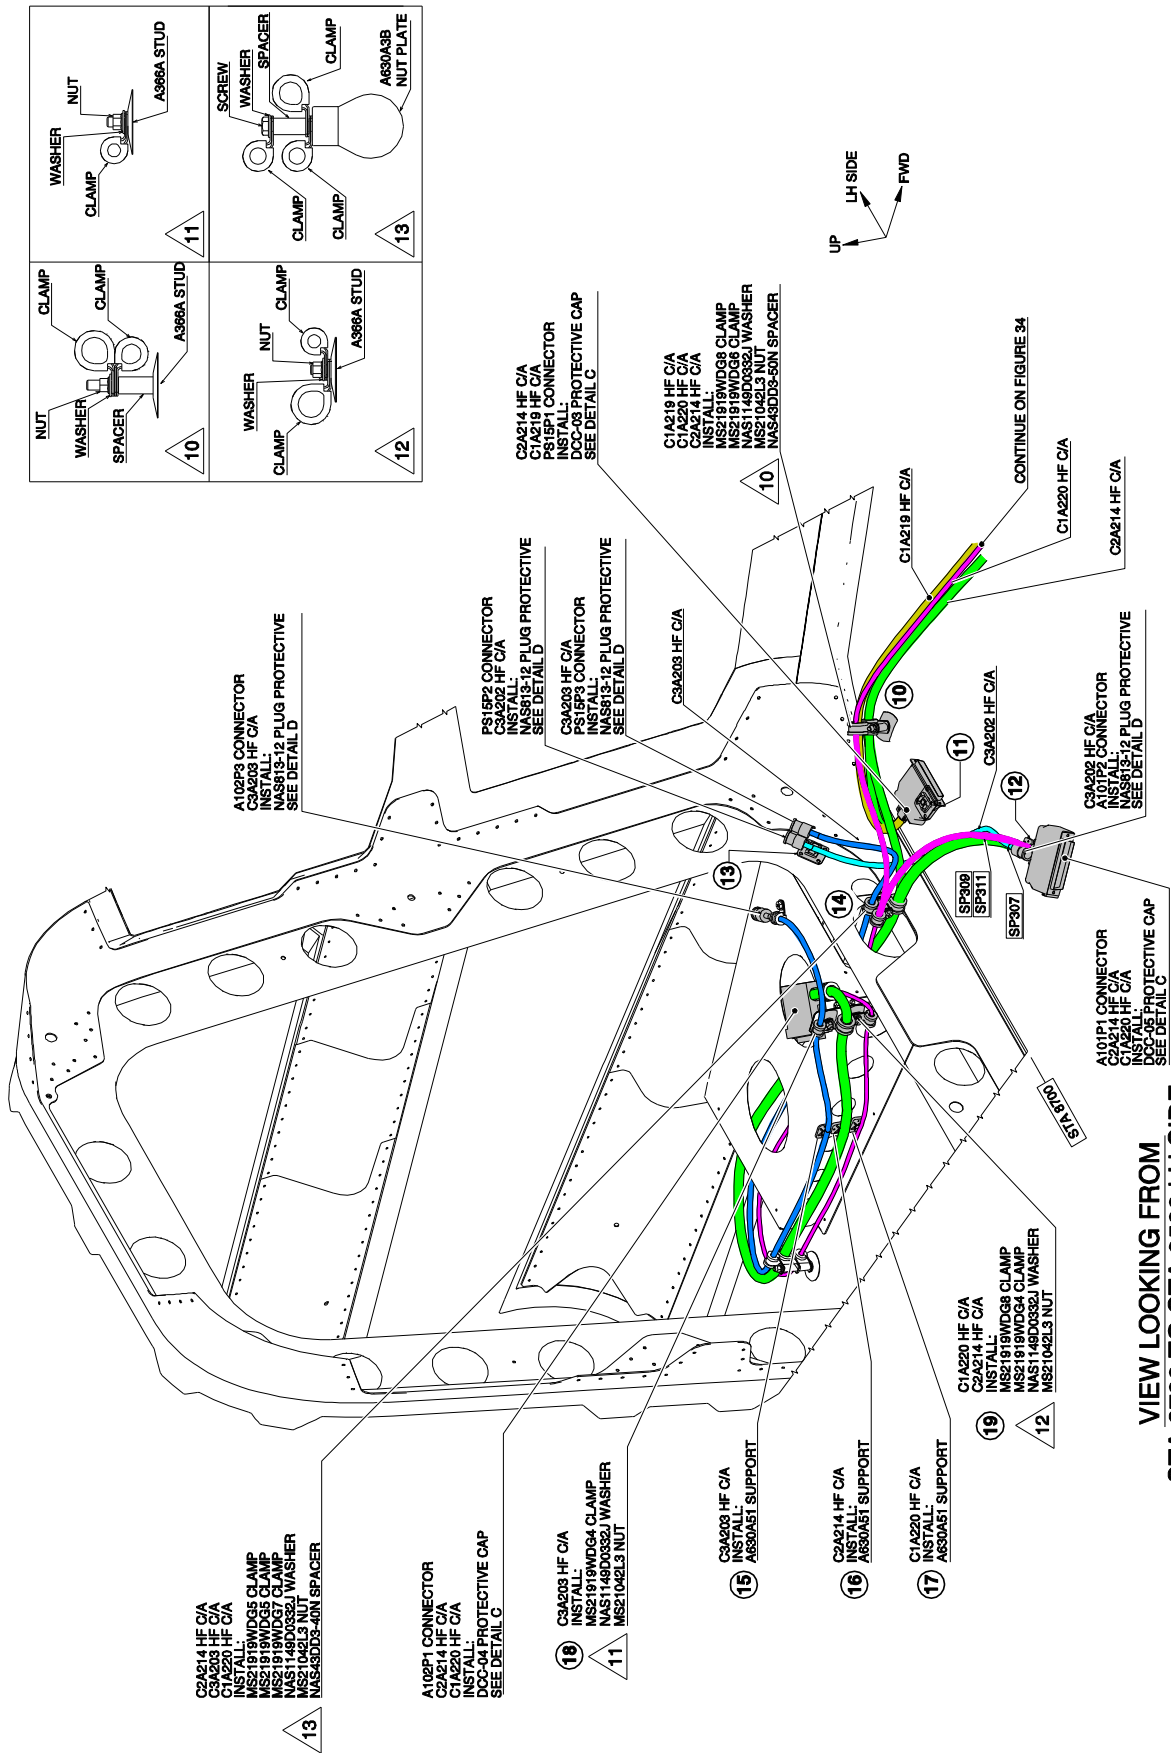 NUT
WASHER
SPACER
CLAMP
CLAMP
A366A STUD
10
WASHER
CLAMP
NUT
A366A STUD
11
CLAMP
WASHER
NUT
CLAMP
A366A STUD
12
SCREW
WASHER
SPACER
CLAMP
CLAMP
CLAMP
A630A3B
NUT PLATE
13
UP
LH SIDE
FWD
C2A214 HF C/A
C3A203 HF C/A
C1A220 HF C/A
INSTALL:
MS21919WDG5 CLAMP
MS21919WDG5 CLAMP
MS21919WDG7 CLAMP
NAS1149D0332J WASHER
MS21042L3 NUT
NAS43DD3-40N SPACER
13
A102P3 CONNECTOR
C3A203 HF C/A
INSTALL:
NAS813-12 PLUG PROTECTIVE
SEE DETAIL D
PS15P2 CONNECTOR
C3A202 HF C/A
INSTALL:
NAS813-12 PLUG PROTECTIVE
SEE DETAIL D
C3A203 HF C/A
PS15P3 CONNECTOR
INSTALL:
NAS813-12 PLUG PROTECTIVE
SEE DETAIL D
C3A203 HF C/A
C2A214 HF C/A
C1A219 HF C/A
PS15P1 CONNECTOR
INSTALL:
DCC-03 PROTECTIVE CAP
SEE DETAIL C
C1A219 HF C/A
C1A220 HF C/A
C2A214 HF C/A
INSTALL:
MS21919WDG8 CLAMP
MS21919WDG6 CLAMP
NAS1149D0332J WASHER
MS21042L3 NUT
NAS43DD3-50N SPACER
10
A102P1 CONNECTOR
C2A214 HF C/A
C1A220 HF C/A
INSTALL:
DCC-04 PROTECTIVE CAP
SEE DETAIL C
18
C3A203 HF C/A
INSTALL:
MS21919WDG4 CLAMP
NAS1149D0332J WASHER
MS21042L3 NUT
11
15
C3A203 HF C/A
INSTALL:
A630A51 SUPPORT
16
C2A214 HF C/A
INSTALL:
A630A51 SUPPORT
17
C1A220 HF C/A
INSTALL:
A630A51 SUPPORT
19
C1A220 HF C/A
C2A214 HF C/A
INSTALL:
MS21919WDG8 CLAMP
MS21919WDG4 CLAMP
NAS1149D0332J WASHER
MS21042L3 NUT
12
13
14
10
11
12
C1A219 HF C/A
CONTINUE ON FIGURE 34
C1A220 HF C/A
C2A214 HF C/A
C3A202 HF C/A
SP309
SP311
SP307
C3A202 HF C/A
A101P2 CONNECTOR
INSTALL:
NAS813-12 PLUG PROTECTIVE
SEE DETAIL D
A101P1 CONNECTOR
C2A214 HF C/A
C1A220 HF C/A
INSTALL:
DCC-05 PROTECTIVE CAP
SEE DETAIL C
STA 8700
VIEW LOOKING FROM